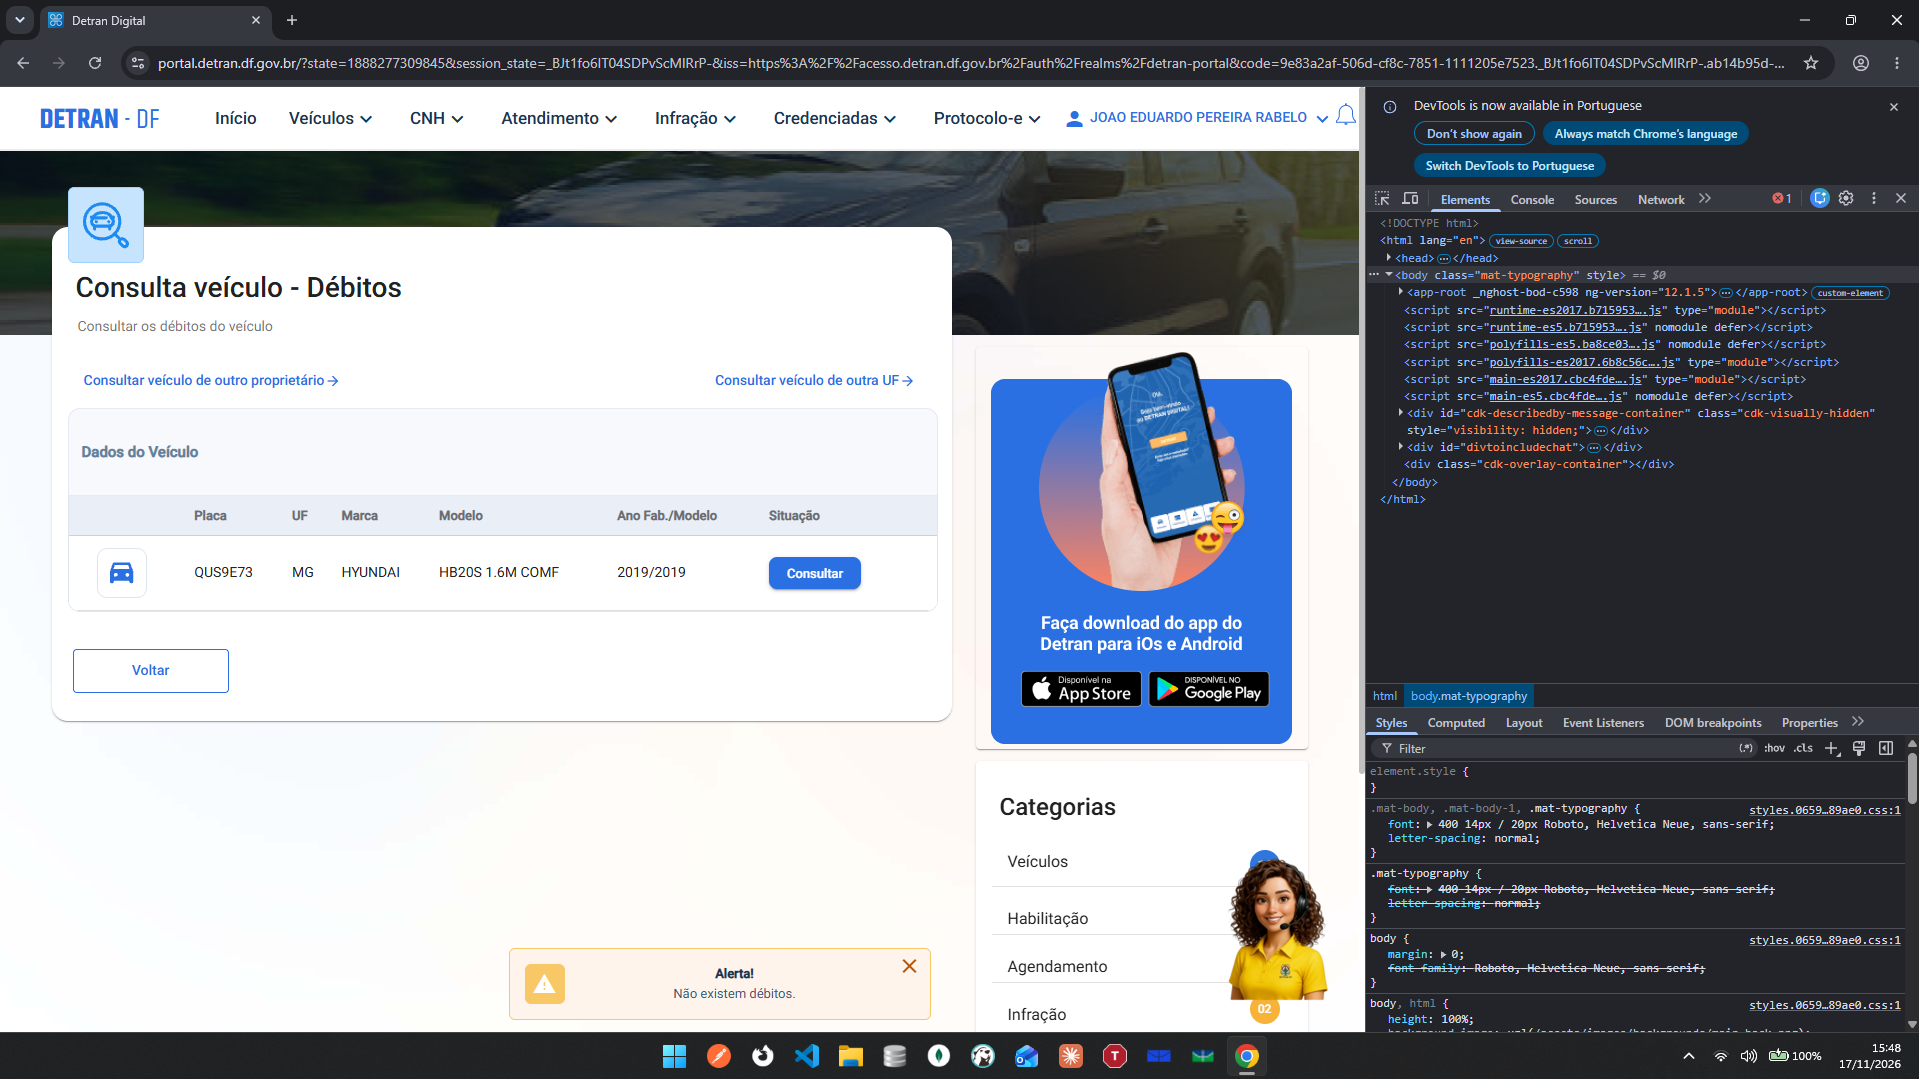 Detran Digital
portal.detran.df.gov.br/?state=1888277309845&session_state=_BJt1fo6IT04SDPvScMIRrP-&iss=https%3A%2F%2Facesso.detran.df.gov.br%2Fauth%2Frealms%2Fdetran-portal&code=9e83a2af-506d-cf8c-7851-1111205e7523._BJt1fo6IT04SDPvScMIRrP-.ab14b95d-...
DETRAN - DF
Início
Veículos
CNH
Atendimento
Infração
Credenciadas
Protocolo-e
JOAO EDUARDO PEREIRA RABELO
Consulta veículo - Débitos
Consultar os débitos do veículo
Consultar veículo de outro proprietário
Consultar veículo de outra UF
Dados do Veículo
Placa UF Marca Modelo Ano Fab./Modelo Situação
QUS9E73 MG HYUNDAI HB20S 1.6M COMF 2019/2019 Consultar
Voltar
Olá,
DETRAN DIGITAL!
Faça download do app do
Detran para iOs e Android
Disponível na
App Store
DISPONÍVEL NO
Google Play
Categorias
Veículos
Habilitação
Agendamento
Infração
02
Alerta!
Não existem débitos.
DevTools is now available in Portuguese
Don't show again
Always match Chrome's language
Switch DevTools to Portuguese
Elements Console Sources Network 1
<!DOCTYPE html>
<html lang="en"> view-source scroll
<head> </head>
<body class="mat-typography" style> == $0
<app-root _nghost-bod-c598 ng-version="12.1.5"> </app-root> custom-element
<script src="runtime-es2017.b715953….js" type="module"></script>
<script src="runtime-es5.b715953….js" nomodule defer></script>
<script src="polyfills-es5.ba8ce03….js" nomodule defer></script>
<script src="polyfills-es2017.6b8c56c….js" type="module"></script>
<script src="main-es2017.cbc4fde….js" type="module"></script>
<script src="main-es5.cbc4fde….js" nomodule defer></script>
<div id="cdk-describedby-message-container" class="cdk-visually-hidden"
style="visibility: hidden;"> </div>
<div id="divtoincludechat"> </div>
<div class="cdk-overlay-container"></div>
</body>
</html>
html body.mat-typography
Styles Computed Layout Event Listeners DOM breakpoints Properties
Filter :hov .cls
element.style {
}
.mat-body, .mat-body-1, .mat-typography { styles.0659…89ae0.css:1
font: 400 14px / 20px Roboto, Helvetica Neue, sans-serif;
letter-spacing: normal;
}
.mat-typography {
font: 400 14px / 20px Roboto, Helvetica Neue, sans-serif;
letter-spacing: normal;
}
body { styles.0659…89ae0.css:1
margin: 0;
font-family: Roboto, Helvetica Neue, sans-serif;
}
body, html { styles.0659…89ae0.css:1
height: 100%;
T
100%
15:48
17/11/2026